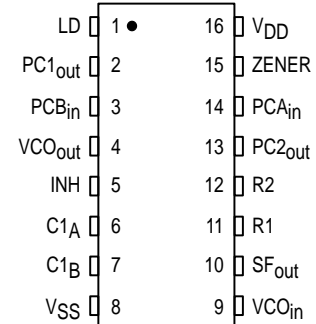 LD 1 16 VDD
PC1out 2 15 ZENER
PCBin 3 14 PCAin
VCOout 4 13 PC2out
INH 5 12 R2
C1A 6 11 R1
C1B 7 10 SFout
VSS 8 9 VCOin